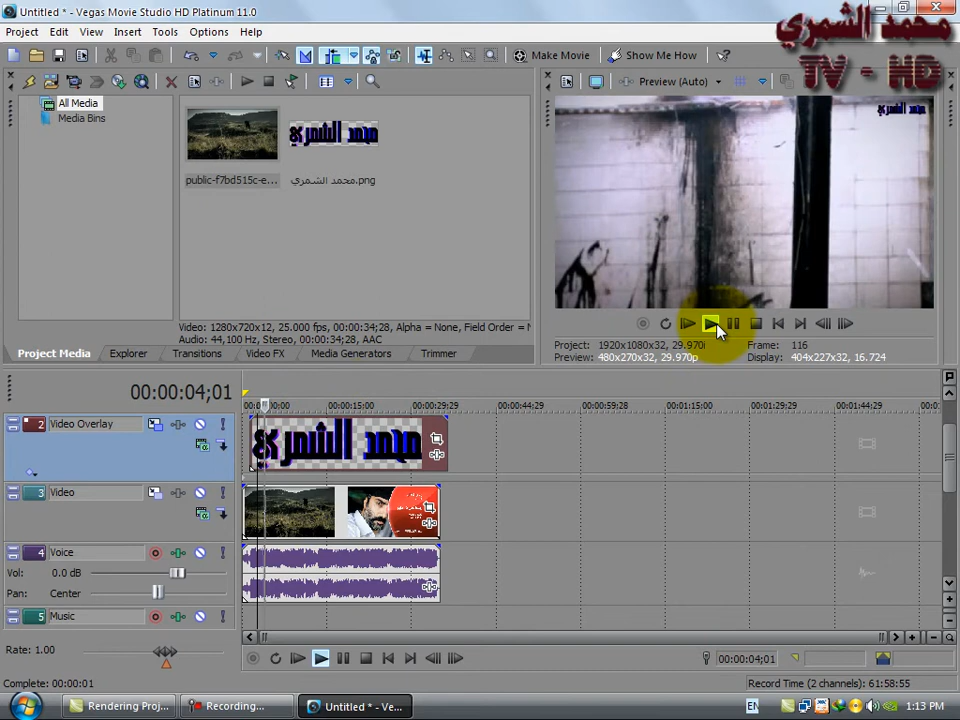 Untitled * - Vegas Movie Studio HD Platinum 11.0
محمد الشمري
TV - HD
Project Edit View Insert Tools Options Help
Make Movie Show Me How
Preview (Auto)
All Media
Media Bins
محمد الشمري
public-f7bd515c-e...
محمد الشمري.png
محمد الشمري
Video: 1280x720x12, 25.000 fps, 00:00:34;28, Alpha = None, Field Order = N
Audio: 44,100 Hz, Stereo, 00:00:34;28, AAC
Project Media Explorer Transitions Video FX Media Generators Trimmer
Project: 1920x1080x32, 29.970i
Frame: 116
Preview: 480x270x32, 29.970p
Display: 404x227x32, 16.724
00:00:04;01
00:00:15;00 00:00:29;29 00:00:44;29 00:00:59;28 00:01:15;00 00:01:29;29 00:01:44;29
2 Video Overlay
محمد الشمري
3 Video
4 Voice
Vol: 0.0 dB
Pan: Center
5 Music
Rate: 1.00
00:00:04;01
Complete: 00:00:01
Record Time (2 channels): 61:58:55
Rendering Proj...
Recording...
Untitled * - Ve...
EN
1:13 PM